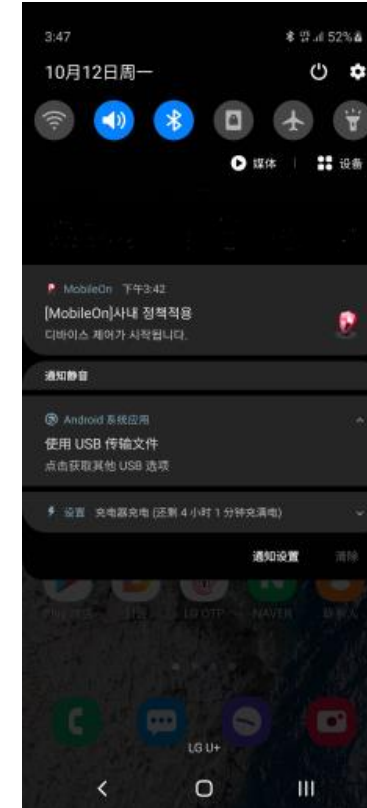 3:47
52%
10月12日周一
媒体 | 设备
MobileOn 下午3:42
[MobileOn]사내 정책적용
디바이스 제어가 시작됩니다.
通知静音
Android 系统应用
使用 USB 传输文件
点击获取其他 USB 选项
设置 充电器充电 (还剩 4 小时 1 分钟充满电)
通知设置 清除
LG OTP NAVER
LG U+